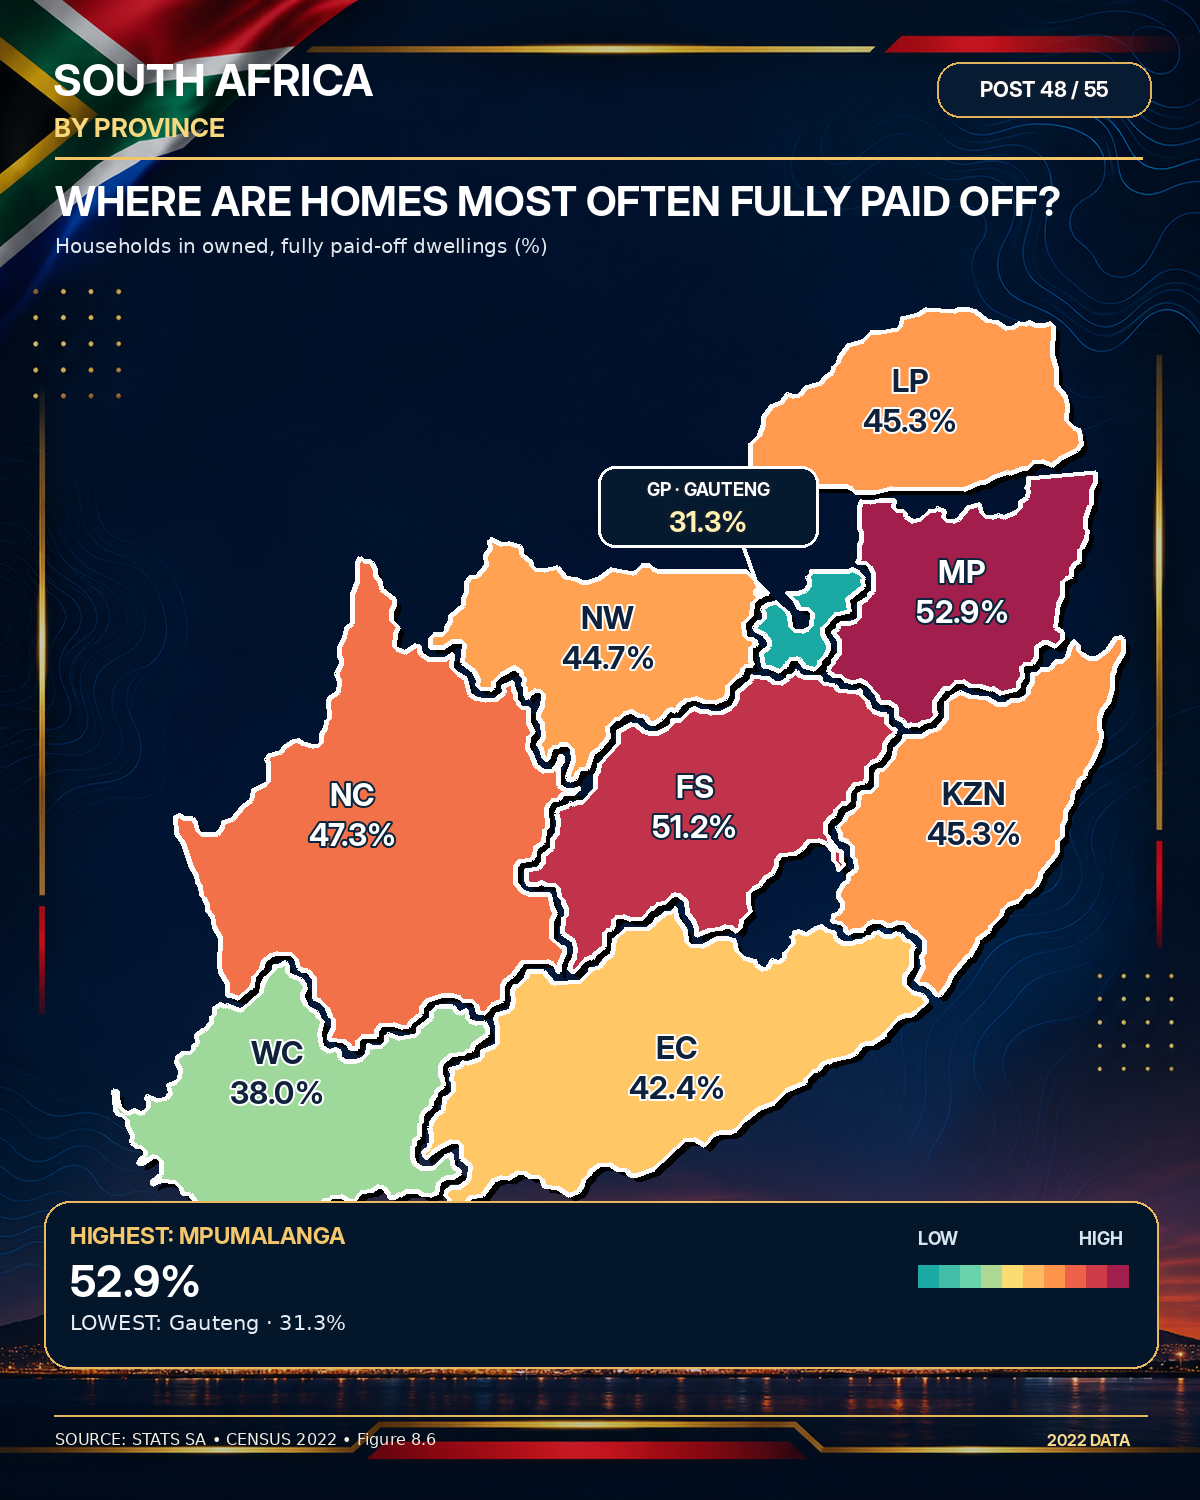 SOUTH AFRICA
BY PROVINCE
POST 48 / 55
WHERE ARE HOMES MOST OFTEN FULLY PAID OFF?
Households in owned, fully paid-off dwellings (%)
LP
45.3%
GP · GAUTENG
31.3%
MP
52.9%
NW
44.7%
NC
47.3%
FS
51.2%
KZN
45.3%
WC
38.0%
EC
42.4%
HIGHEST: MPUMALANGA
52.9%
LOWEST: Gauteng · 31.3%
LOW HIGH
SOURCE: STATS SA • CENSUS 2022 • Figure 8.6
2022 DATA